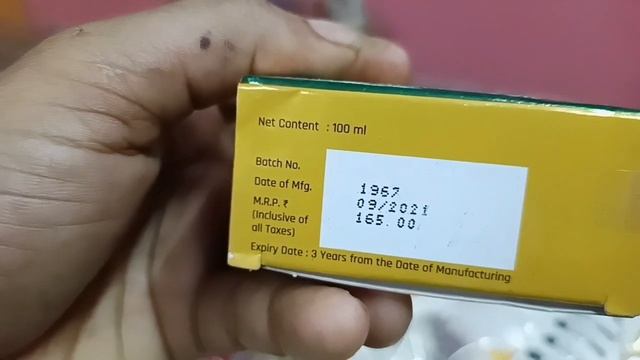 Net Content : 100 ml
Batch No.
1967
Date of Mfg.
09/2021
M.R.P. ₹
165.00
(Inclusive of
all Taxes)
Expiry Date : 3 Years from the Date of Manufacturing